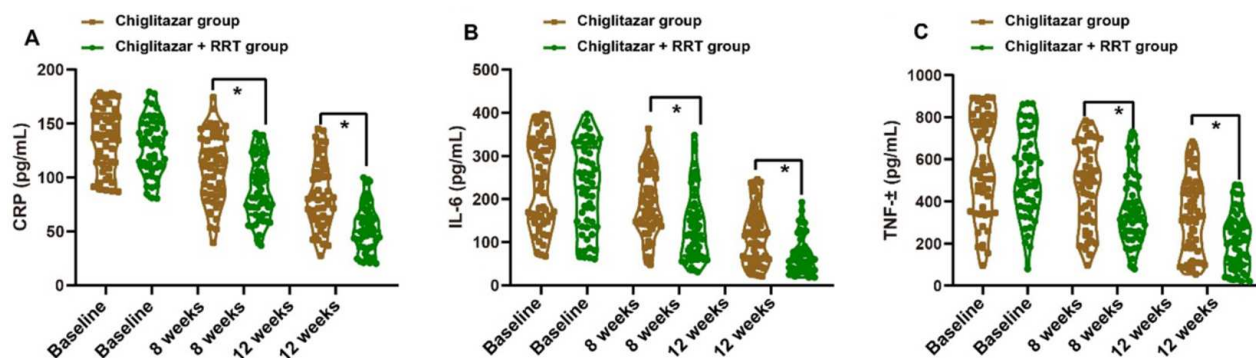 A
Chiglitazar group
Chiglitazar + RRT group
CRP (pg/mL)
200
150
100
50
0
*
*
Baseline
Baseline
8 weeks
8 weeks
12 weeks
12 weeks
B
Chiglitazar group
Chiglitazar + RRT group
IL-6 (pg/mL)
500
400
300
200
100
0
*
*
Baseline
Baseline
8 weeks
8 weeks
12 weeks
12 weeks
C
Chiglitazar group
Chiglitazar + RRT group
TNF-± (pg/mL)
1000
800
600
400
200
0
*
*
Baseline
Baseline
8 weeks
8 weeks
12 weeks
12 weeks